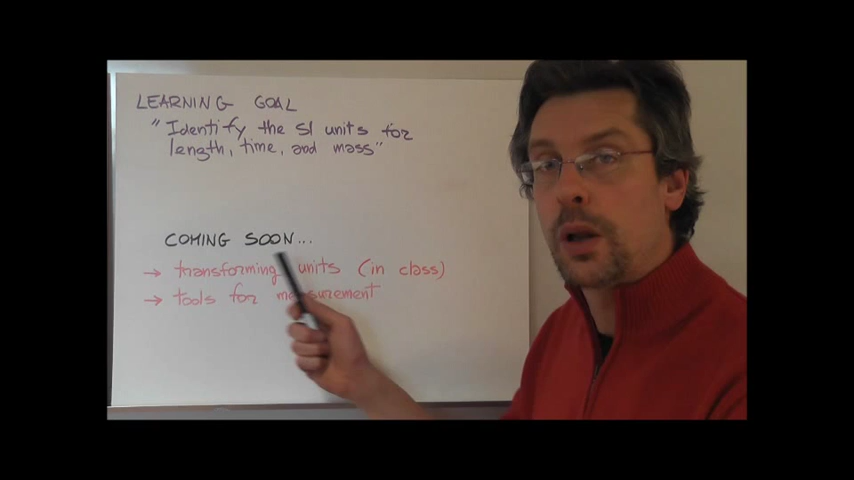 LEARNING GOAL
"Identify the SI units for
length, time, and mass"
COMING SOON...
→ transforming units (in class)
→ tools for measurement